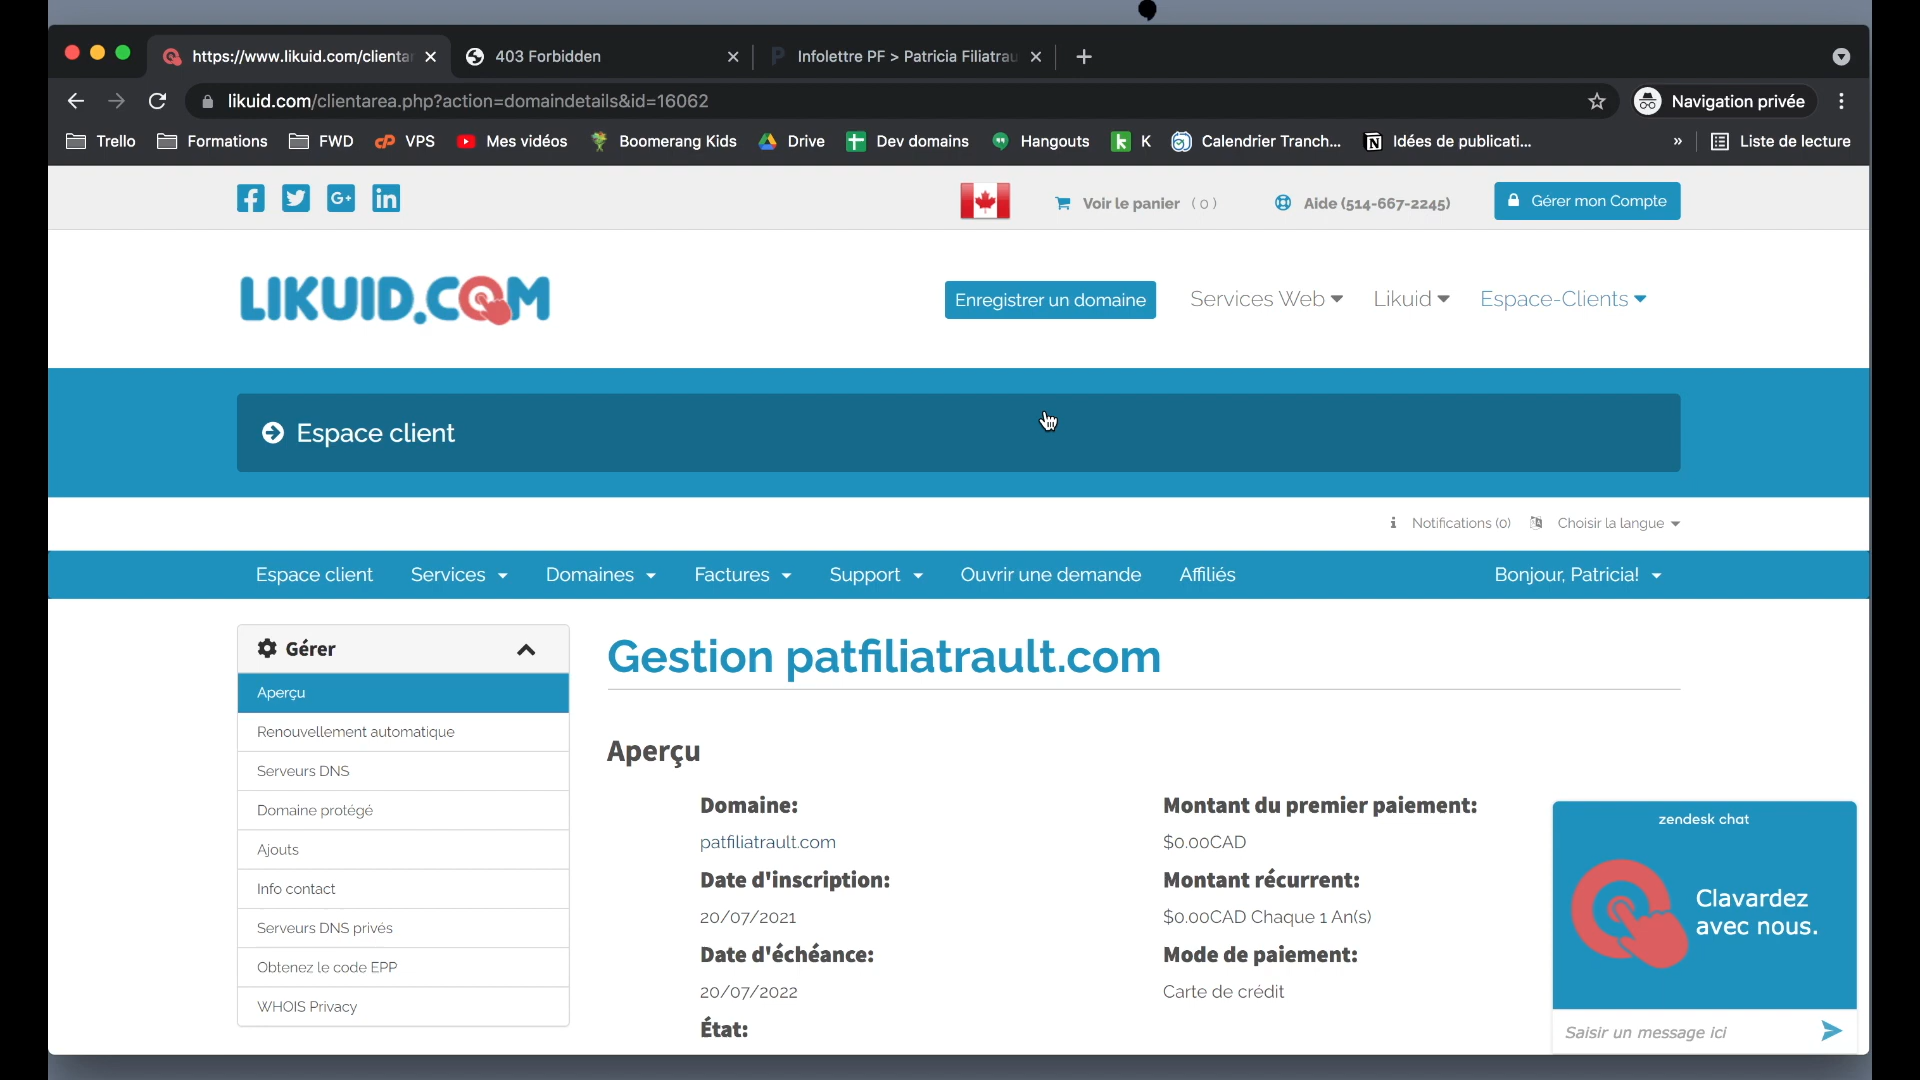 https://www.likuid.com/clientar
403 Forbidden
Infolettre PF > Patricia Filiatrau
likuid.com/clientarea.php?action=domaindetails&id=16062
Navigation privée
Trello
Formations
FWD
VPS
Mes vidéos
Boomerang Kids
Drive
Dev domains
Hangouts
K
Calendrier Tranch...
Idées de publicati...
»
Liste de lecture
Voir le panier ( 0 )
Aide (514-667-2245)
Gérer mon Compte
LIKUID.COM
Enregistrer un domaine
Services Web
Likuid
Espace-Clients
Espace client
Notifications (0)
Choisir la langue
Espace client
Services
Domaines
Factures
Support
Ouvrir une demande
Affiliés
Bonjour, Patricia!
Gérer
Aperçu
Renouvellement automatique
Serveurs DNS
Domaine protégé
Ajouts
Info contact
Serveurs DNS privés
Obtenez le code EPP
WHOIS Privacy
Gestion patfiliatrault.com
Aperçu
Domaine:
patfiliatrault.com
Date d'inscription:
20/07/2021
Date d'échéance:
20/07/2022
État:
Montant du premier paiement:
$0.00CAD
Montant récurrent:
$0.00CAD Chaque 1 An(s)
Mode de paiement:
Carte de crédit
zendesk chat
Clavardez
avec nous.
Saisir un message ici